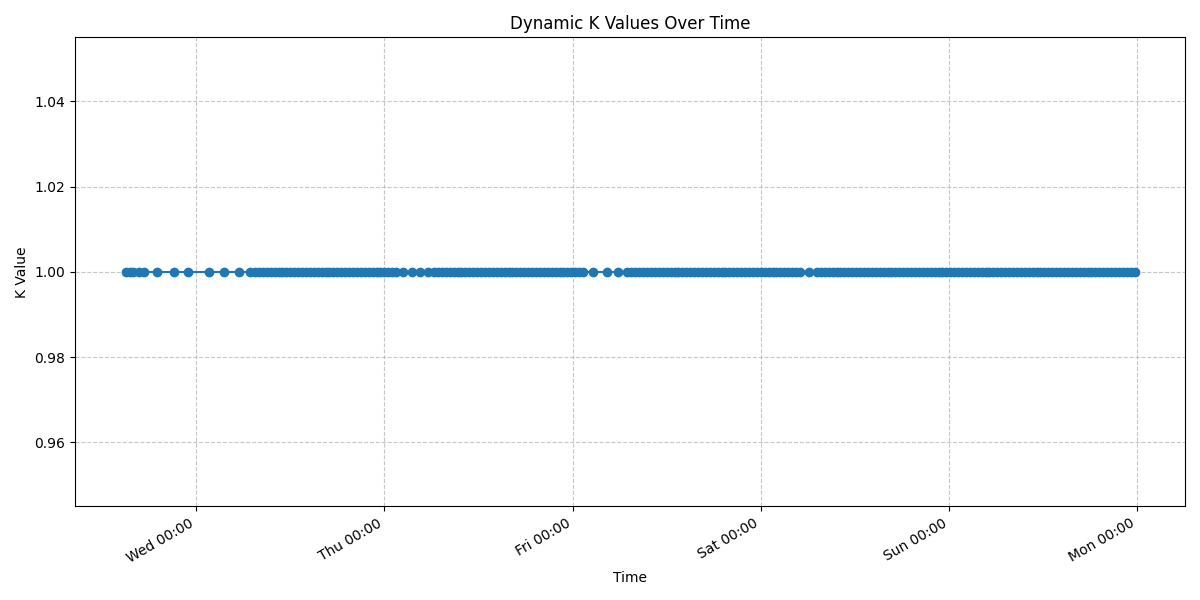 Dynamic K Values Over Time
1.04
1.02
1.00
0.98
0.96
K Value
Wed 00:00
Thu 00:00
Fri 00:00
Sat 00:00
Sun 00:00
Mon 00:00
Time